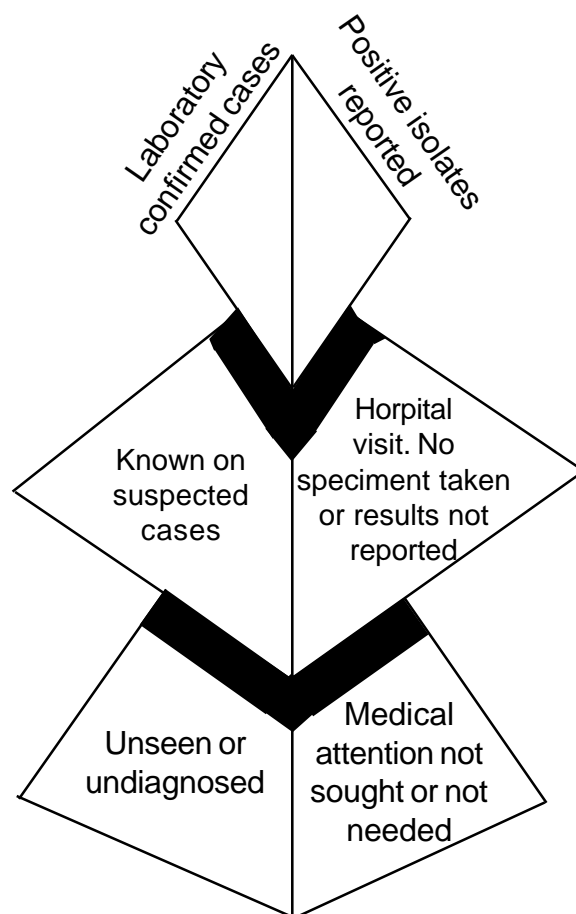 Laboratory
confirmed cases
Positive isolates
reported
Known on
suspected
cases
Horpital
visit. No
speciment taken
or results not
reported
Unseen or
undiagnosed
Medical
attention not
sought or not
needed